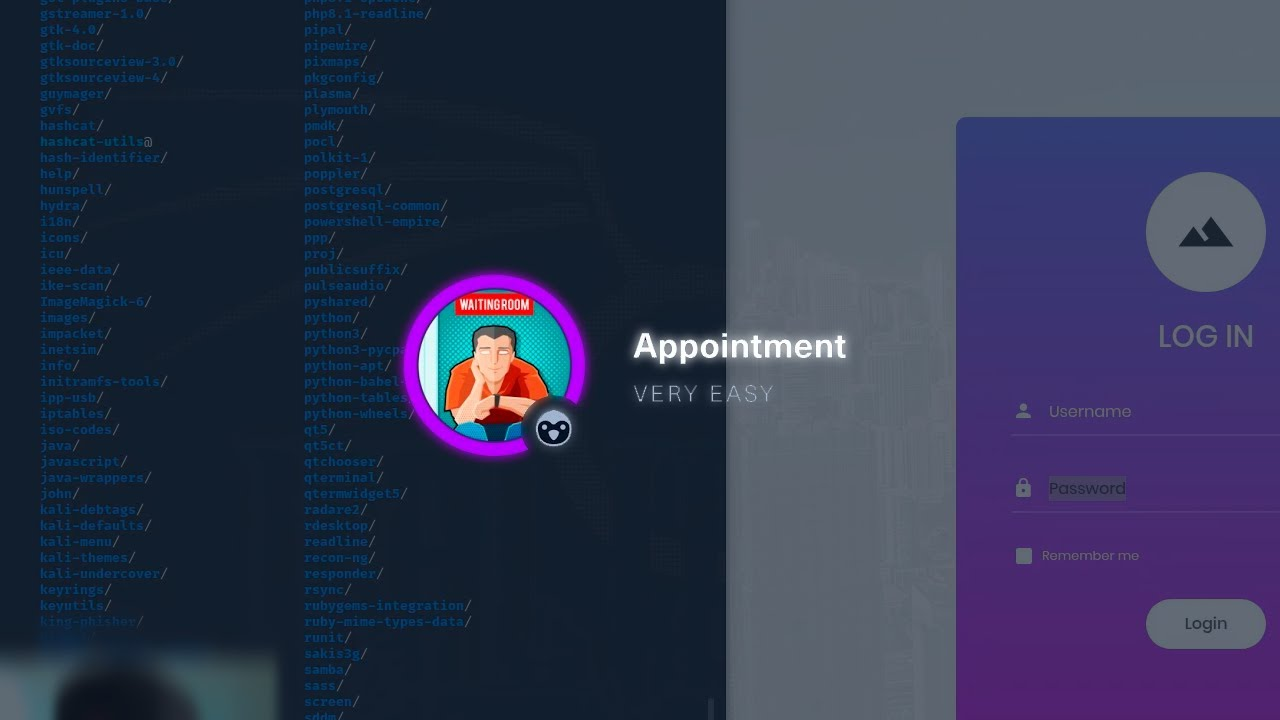 gstreamer-1.0/
gtk-4.0/
gtk-doc/
gtksourceview-3.0/
gtksourceview-4/
guymager/
gvfs/
hashcat/
hashcat-utils@
hash-identifier/
help/
hunspell/
hydra/
i18n/
icons/
icu/
ieee-data/
ike-scan/
ImageMagick-6/
images/
impacket/
inetsim/
info/
initramfs-tools/
ipp-usb/
iptables/
iso-codes/
java/
javascript/
java-wrappers/
john/
kali-debtags/
kali-defaults/
kali-menu/
kali-themes/
kali-undercover/
keyrings/
keyutils/
king-phisher/
php8.1-readline/
pipal/
pipewire/
pixmaps/
pkgconfig/
plasma/
plymouth/
pmdk/
pocl/
polkit-1/
poppler/
postgresql/
postgresql-common/
powershell-empire/
ppp/
proj/
publicsuffix/
pulseaudio/
pyshared/
python/
python3/
python3-pycpa
python-apt/
python-babel-
python-tables
python-wheels/
qt5/
qt5ct/
qtchooser/
qterminal/
qtermwidget5/
radare2/
rdesktop/
readline/
recon-ng/
responder/
rsync/
rubygems-integration/
ruby-mime-types-data/
runit/
sakis3g/
samba/
sass/
screen/
sddm/
WAITING ROOM
Appointment
VERY EASY
LOG IN
Username
Password
Remember me
Login